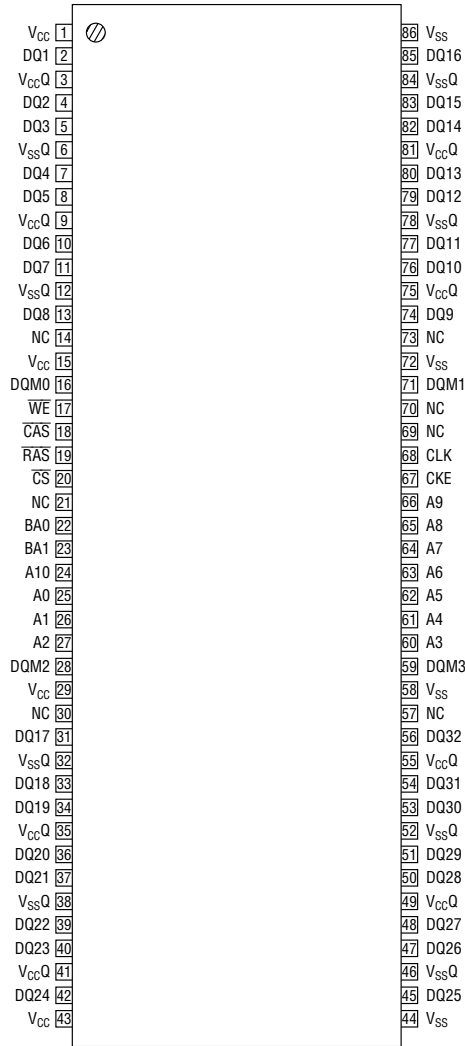 VCC 1 86 VSS
DQ1 2 85 DQ16
VCCQ 3 84 VSSQ
DQ2 4 83 DQ15
DQ3 5 82 DQ14
VSSQ 6 81 VCCQ
DQ4 7 80 DQ13
DQ5 8 79 DQ12
VCCQ 9 78 VSSQ
DQ6 10 77 DQ11
DQ7 11 76 DQ10
VSSQ 12 75 VCCQ
DQ8 13 74 DQ9
NC 14 73 NC
VCC 15 72 VSS
DQM0 16 71 DQM1
W̅E̅ 17 70 NC
C̅A̅S̅ 18 69 NC
R̅A̅S̅ 19 68 CLK
C̅S̅ 20 67 CKE
NC 21 66 A9
BA0 22 65 A8
BA1 23 64 A7
A10 24 63 A6
A0 25 62 A5
A1 26 61 A4
A2 27 60 A3
DQM2 28 59 DQM3
VCC 29 58 VSS
NC 30 57 NC
DQ17 31 56 DQ32
VSSQ 32 55 VCCQ
DQ18 33 54 DQ31
DQ19 34 53 DQ30
VCCQ 35 52 VSSQ
DQ20 36 51 DQ29
DQ21 37 50 DQ28
VSSQ 38 49 VCCQ
DQ22 39 48 DQ27
DQ23 40 47 DQ26
VCCQ 41 46 VSSQ
DQ24 42 45 DQ25
VCC 43 44 VSS